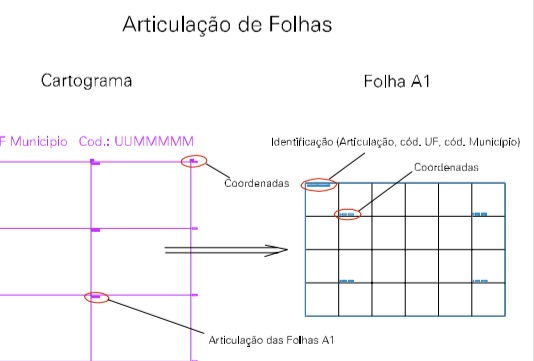 Articulação de Folhas
Cartograma
Folha A1
F Municipio Cod.: UUMMMMM
Identificação (Articulação, cód. UF, cód. Município)
Coordenadas
Coordenadas
Articulação das Folhas A1